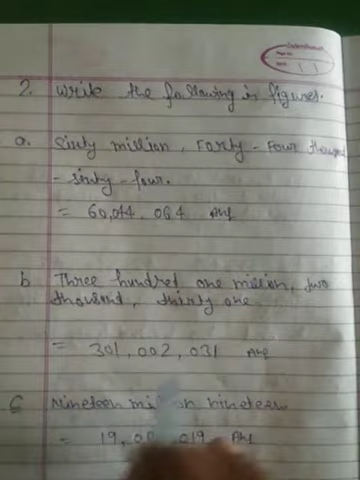 2. Write the following in figures.
a. Sixty million, Forty-Four thousand
- sixty-four.
= 60,044,064 Ans
b Three hundred one million, two
thousand, thirty one
= 301,002,031 Ans
c Nineteen million nineteen
= 19, ,019 Ans